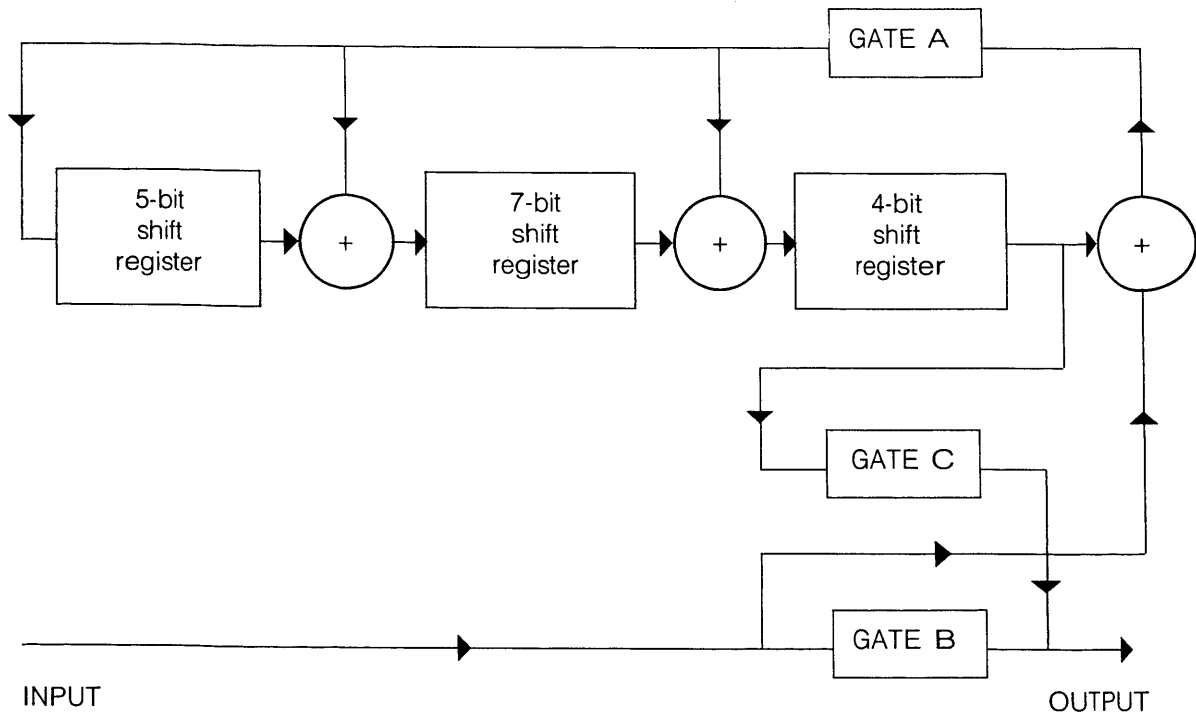 GATE A
5-bit
shift
register
+
7-bit
shift
register
+
4-bit
shift
register
+
GATE C
GATE B
INPUT
OUTPUT